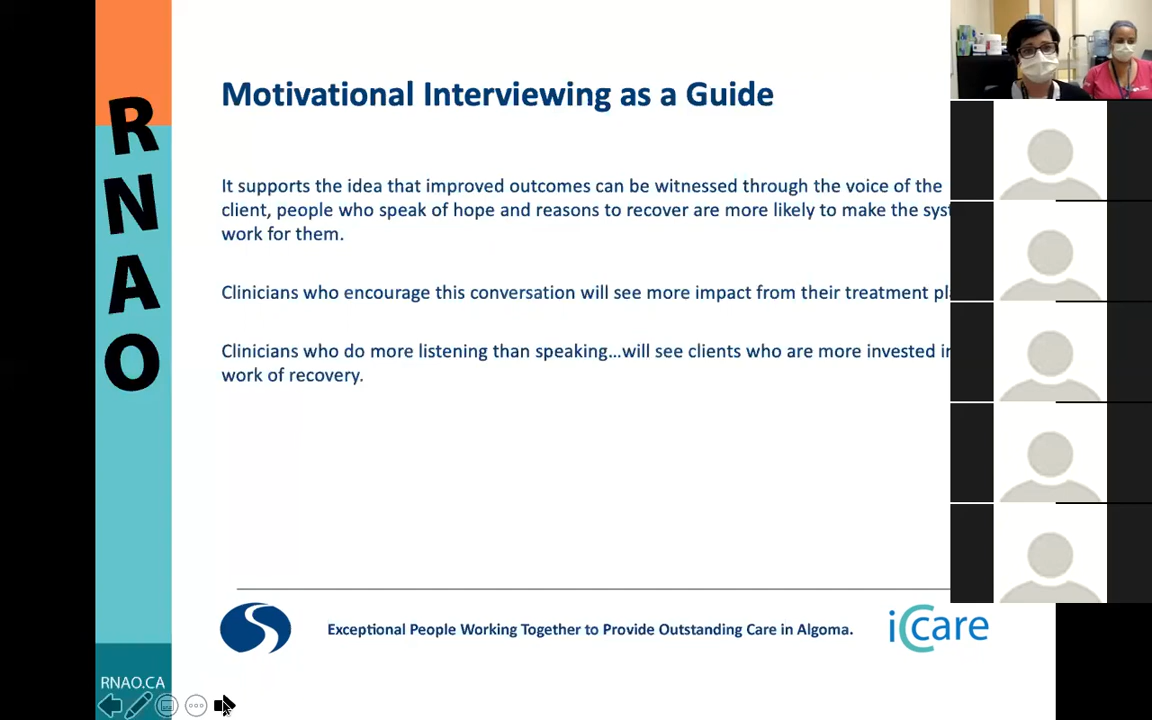 RNAO
Motivational Interviewing as a Guide
It supports the idea that improved outcomes can be witnessed through the voice of the
client, people who speak of hope and reasons to recover are more likely to make the
work for them.
Clinicians who encourage this conversation will see more impact from their treatment
Clinicians who do more listening than speaking...will see clients who are more invested
work of recovery.
Exceptional People Working Together to Provide Outstanding Care in Algoma.
iCcare
RNAO.CA